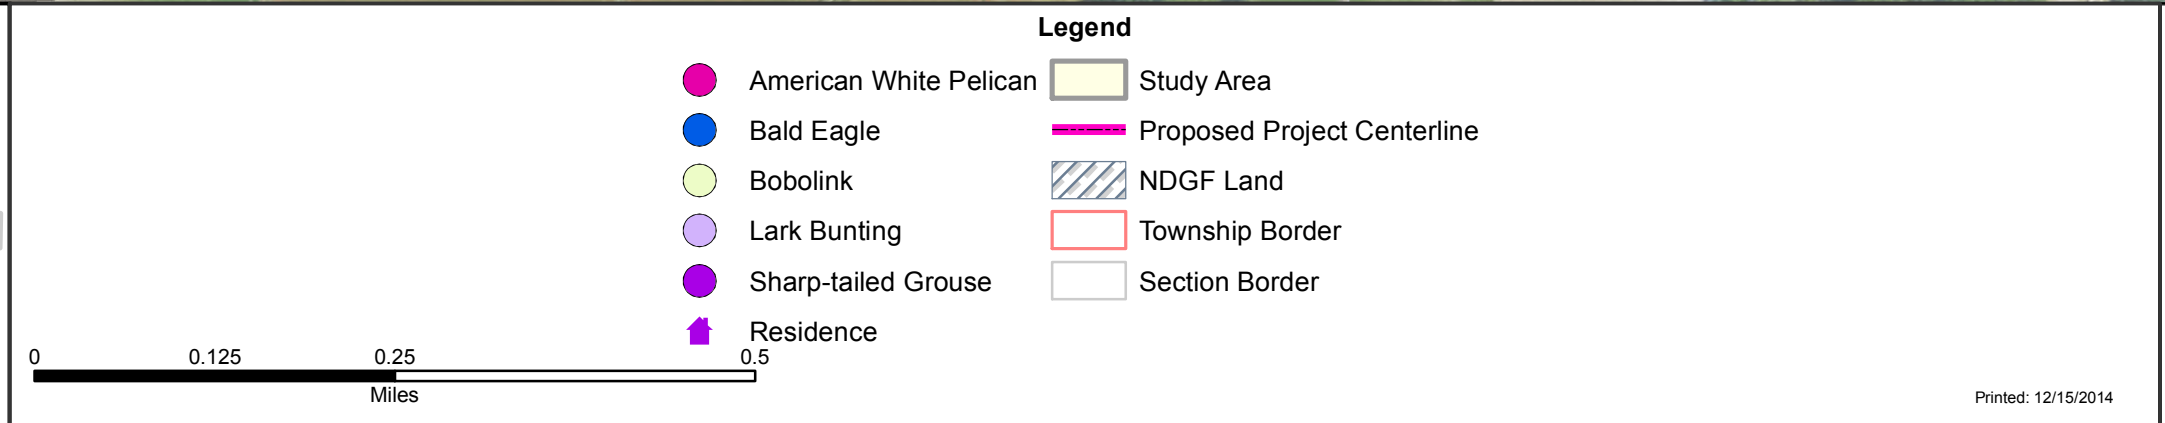 Legend
American White Pelican
Bald Eagle
Bobolink
Lark Bunting
Sharp-tailed Grouse
Residence
Study Area
Proposed Project Centerline
NDGF Land
Township Border
Section Border
0 0.125 0.25 0.5
Miles
Printed: 12/15/2014